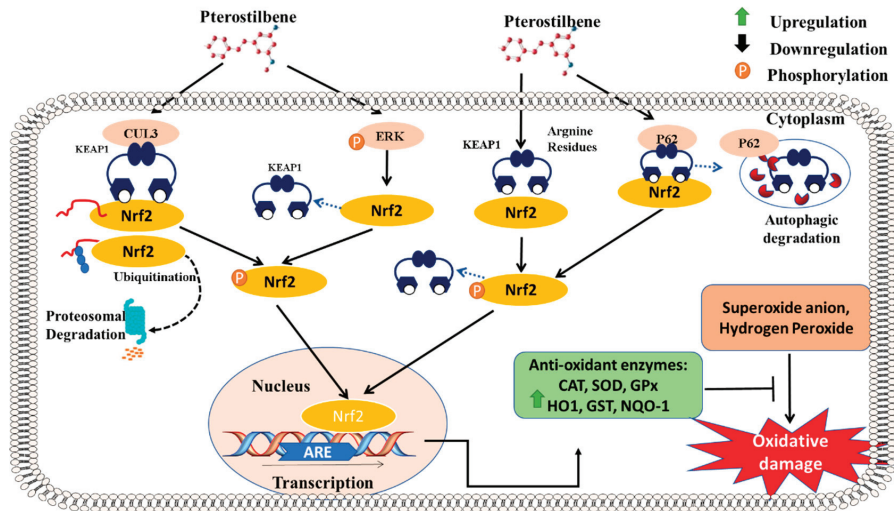 Pterostilbene
Pterostilbene
Upregulation
Downregulation
P Phosphorylation
Cytoplasm
CUL3
KEAP1
Nrf2
Nrf2
Ubiquitination
Proteosomal
Degradation
P
ERK
KEAP1
Nrf2
P
Nrf2
KEAP1
Argnine
Residues
Nrf2
P
Nrf2
P62
Nrf2
P62
Autophagic
degradation
Superoxide anion,
Hydrogen Peroxide
Anti-oxidant enzymes:
CAT, SOD, GPx
HO1, GST, NQO-1
Oxidative
damage
Nucleus
Nrf2
ARE
Transcription